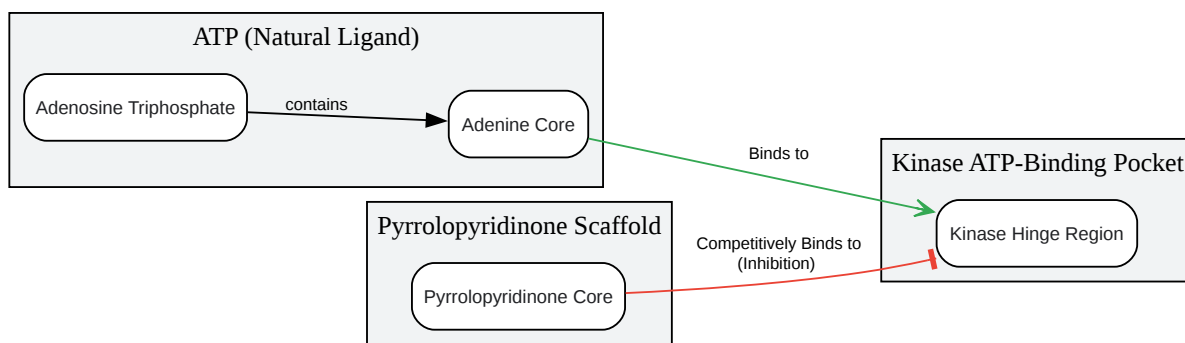 ATP (Natural Ligand)
Adenosine Triphosphate
contains
Adenine Core
Binds to
Kinase ATP-Binding Pocket
Kinase Hinge Region
Pyrrolopyridinone Scaffold
Pyrrolopyridinone Core
Competitively Binds to
(Inhibition)